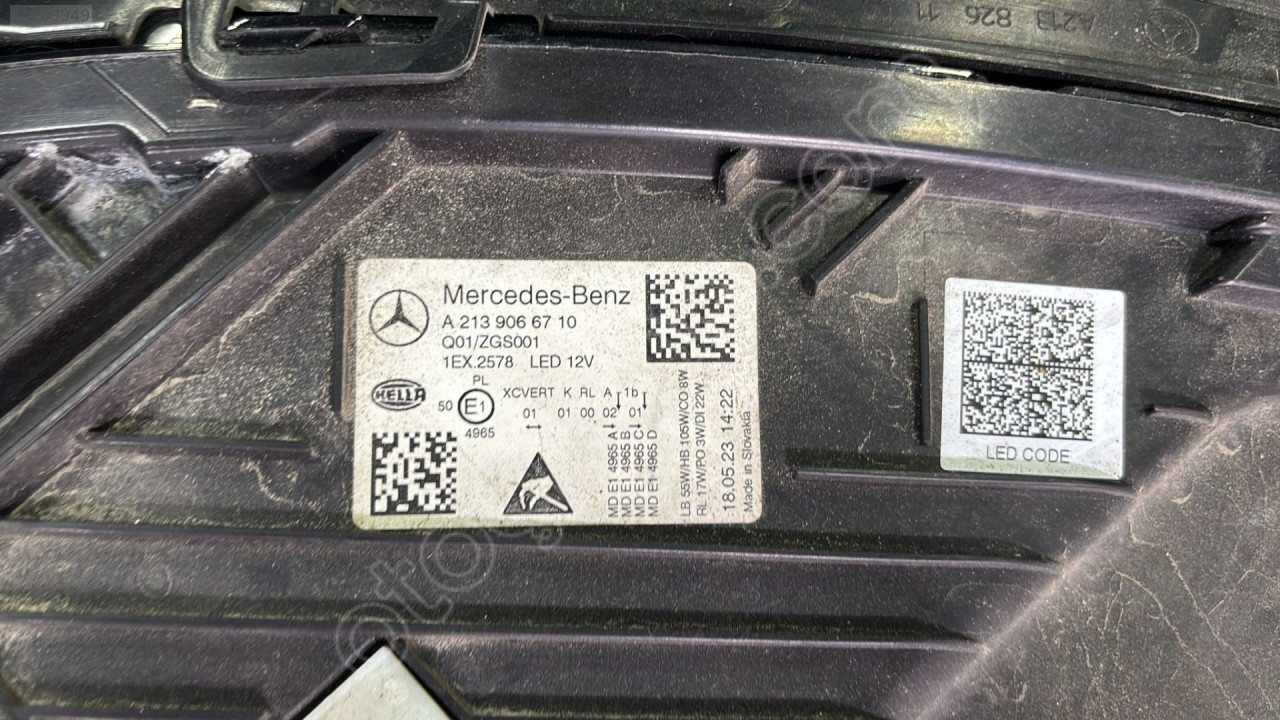 A213 826 11
Mercedes-Benz
A 213 906 67 10
Q01/ZGS001
1EX.2578 LED 12V
HELLA
50
PL
E1
4965
XCVERT K RL A 1b
01 01 00 02 01
MD E1 4965 A
MD E1 4965 B
MD E1 4965 C
MD E1 4965 D
LB 55W/HB 105W/CO 8W
RL 17W/PO 3W/DI 22W
18.05.23 14:22
Made in Slovakia
LED CODE